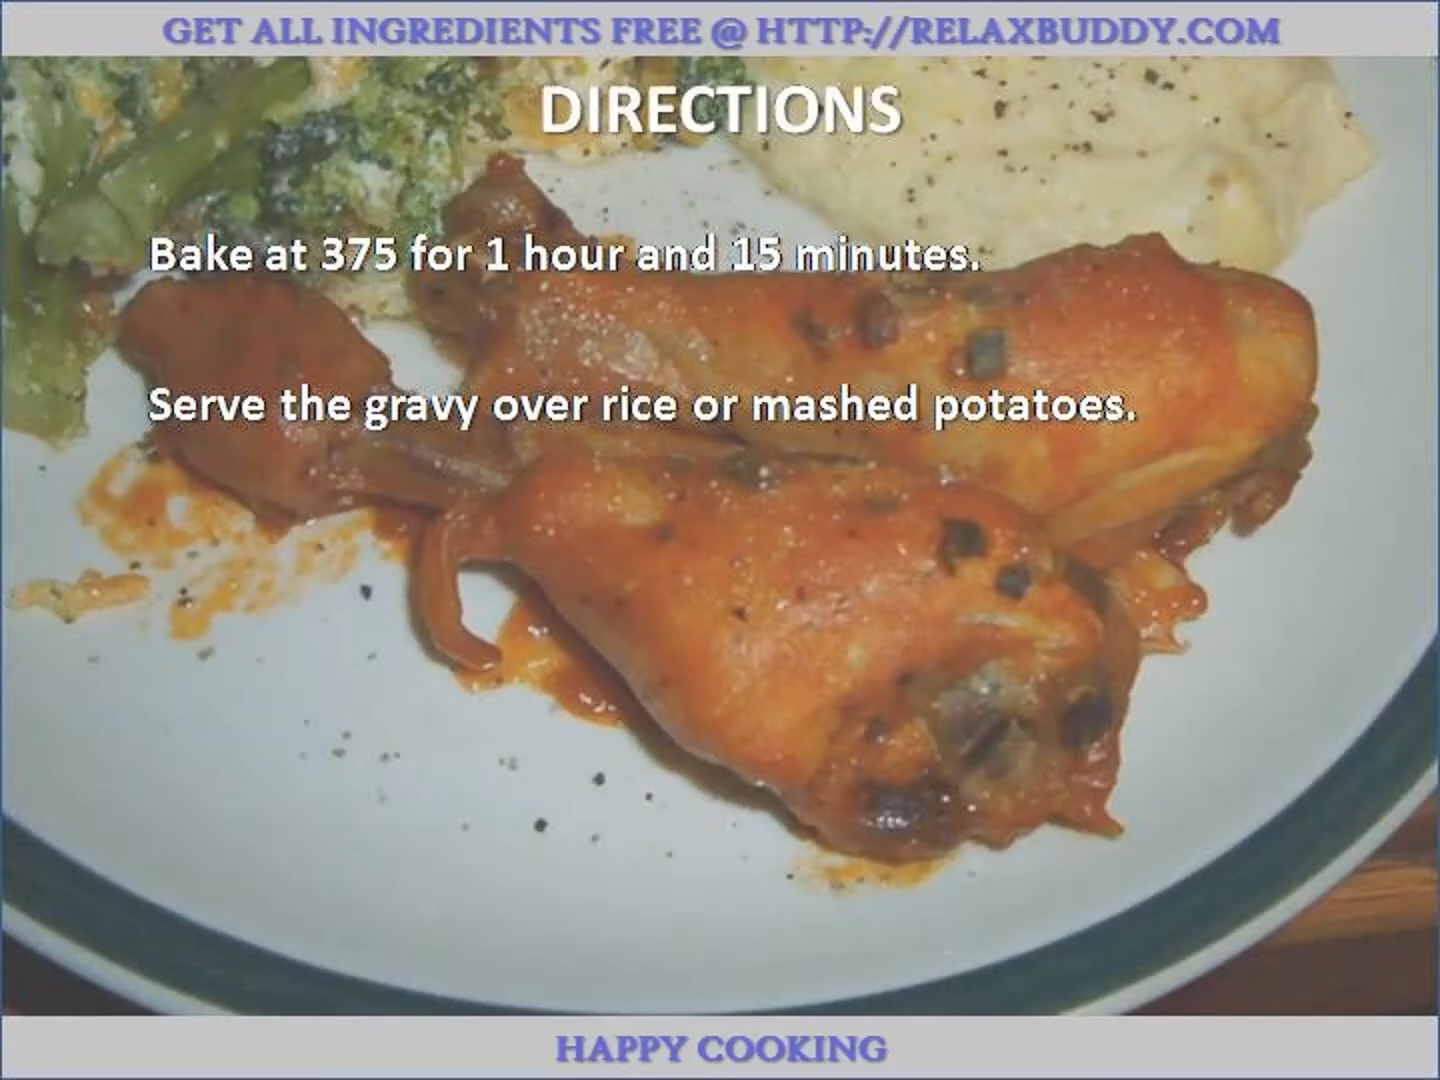 GET ALL INGREDIENTS FREE @ HTTP://RELAXBUDDY.COM
DIRECTIONS
Bake at 375 for 1 hour and 15 minutes.
Serve the gravy over rice or mashed potatoes.
HAPPY COOKING